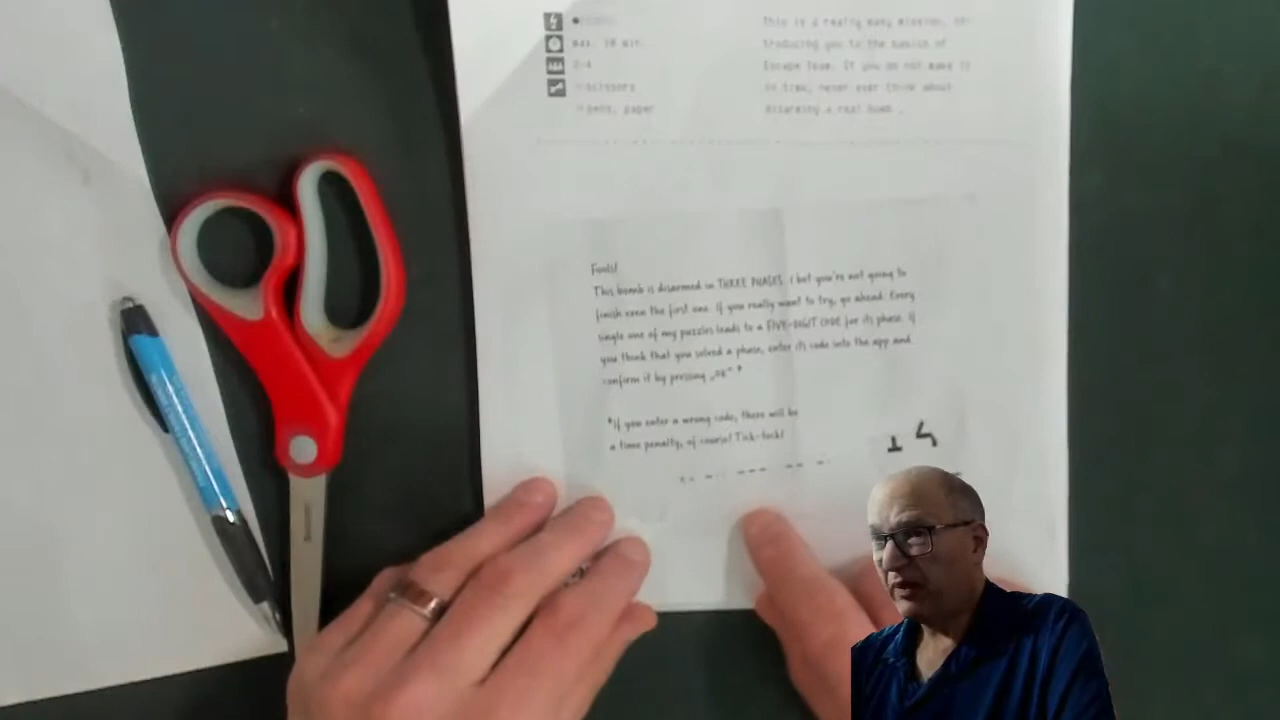 max. 10 min.
2-4
scissors
pens, paper
This is a really easy mission, in-
troducing you to the basics of
Escape Team. If you do not make it
in time, never ever think about
disarming a real bomb.
Fools!
This bomb is disarmed in THREE PHASES. I bet you're not going to
finish even the first one. If you really want to try, go ahead. Every
single one of my puzzles leads to a FIVE-DIGIT CODE for its phase. If
you think that you solved a phase, enter its code into the app and
confirm it by pressing „ok" *
*If you enter a wrong code, there will be
a time penalty, of course! Tick-tock!